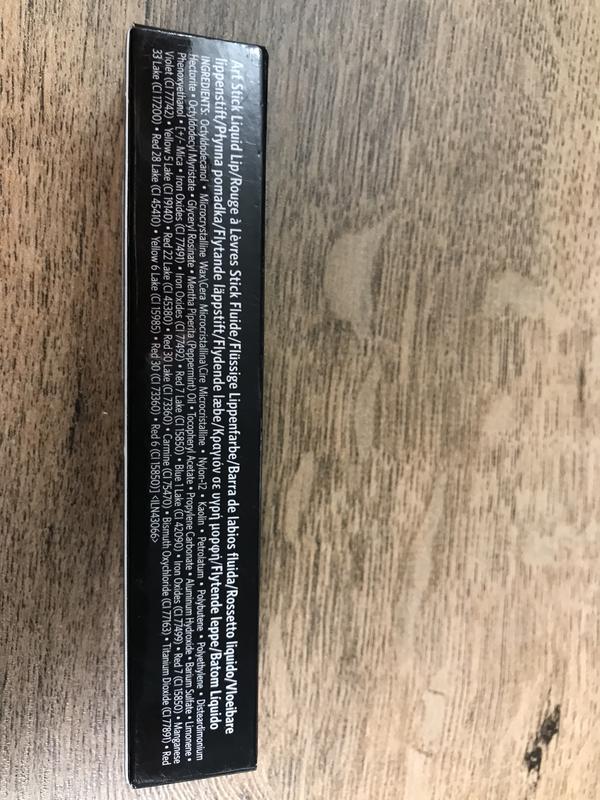 Art Stick Liquid Lip/Rouge à Lèvres Stick Fluide/Flüssige Lippenfarbe/Barra de labios fluida/Rossetto liquido/Vloeibare
lippenstift/Płynna pomadka/Flytande läppstift/Flydende læbe/Κραγιόν σε υγρή μορφή/Flytende leppe/Batom Líquido
INGREDIENTS: Octyldodecanol • Microcrystalline Wax\Cera Microcristallina\Cire Microcristalline • Nylon-12 • Kaolin • Petrolatum • Polybutene • Polyethylene • Disteardimonium
Hectorite • Octyldodecyl Myristate • Glyceryl Rosinate • Mentha Piperita (Peppermint) Oil • Tocopheryl Acetate • Propylene Carbonate • Aluminum Hydroxide • Barium Sulfate • Limonene •
Phenoxyethanol • [+/- Mica • Iron Oxides (CI 77491) • Iron Oxides (CI 77492) • Red 7 Lake (CI 15850) • Blue 1 Lake (CI 42090) • Iron Oxides (CI 77499) • Red 7 (CI 15850) • Manganese
Violet (CI 77742) • Yellow 5 Lake (CI 19140) • Red 22 Lake (CI 45380) • Red 30 Lake (CI 73360) • Carmine (CI 75470) • Bismuth Oxychloride (CI 77163) • Titanium Dioxide (CI 77891) • Red
33 Lake (CI 17200) • Red 28 Lake (CI 45410) • Yellow 6 Lake (CI 15985) • Red 30 (CI 73360) • Red 6 (CI 15850)] <ILN43066>